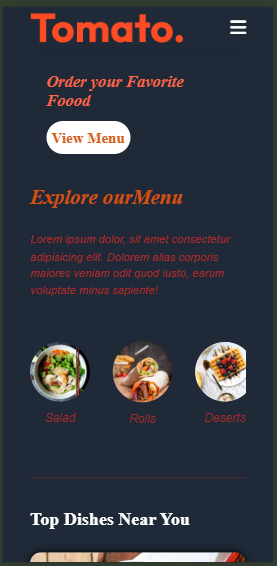 Tomato.
Order your Favorite
Foood
View Menu
Explore ourMenu
Lorem ipsum dolor, sit amet consectetur
adipisicing elit. Dolorem alias corporis
maiores veniam odit quod iusto, earum
voluptate minus sapiente!
Salad
Rolls
Deserts
Top Dishes Near You